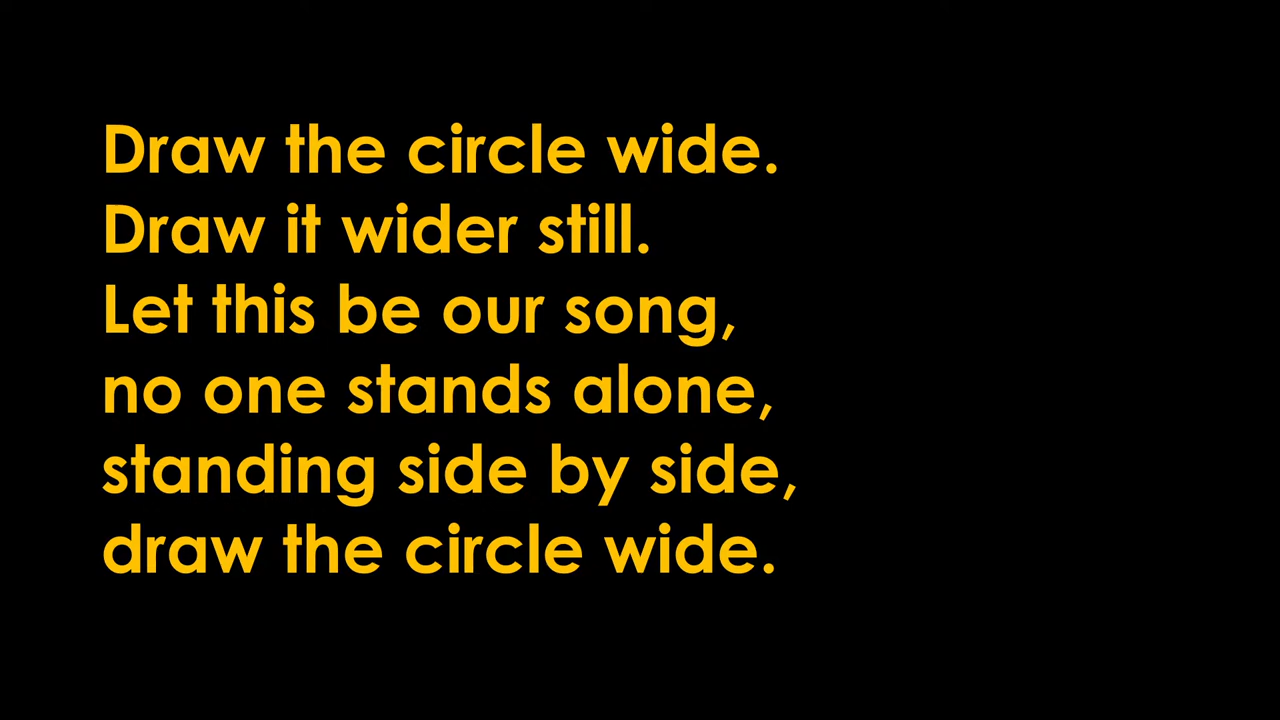 Draw the circle wide.
Draw it wider still.
Let this be our song,
no one stands alone,
standing side by side,
draw the circle wide.